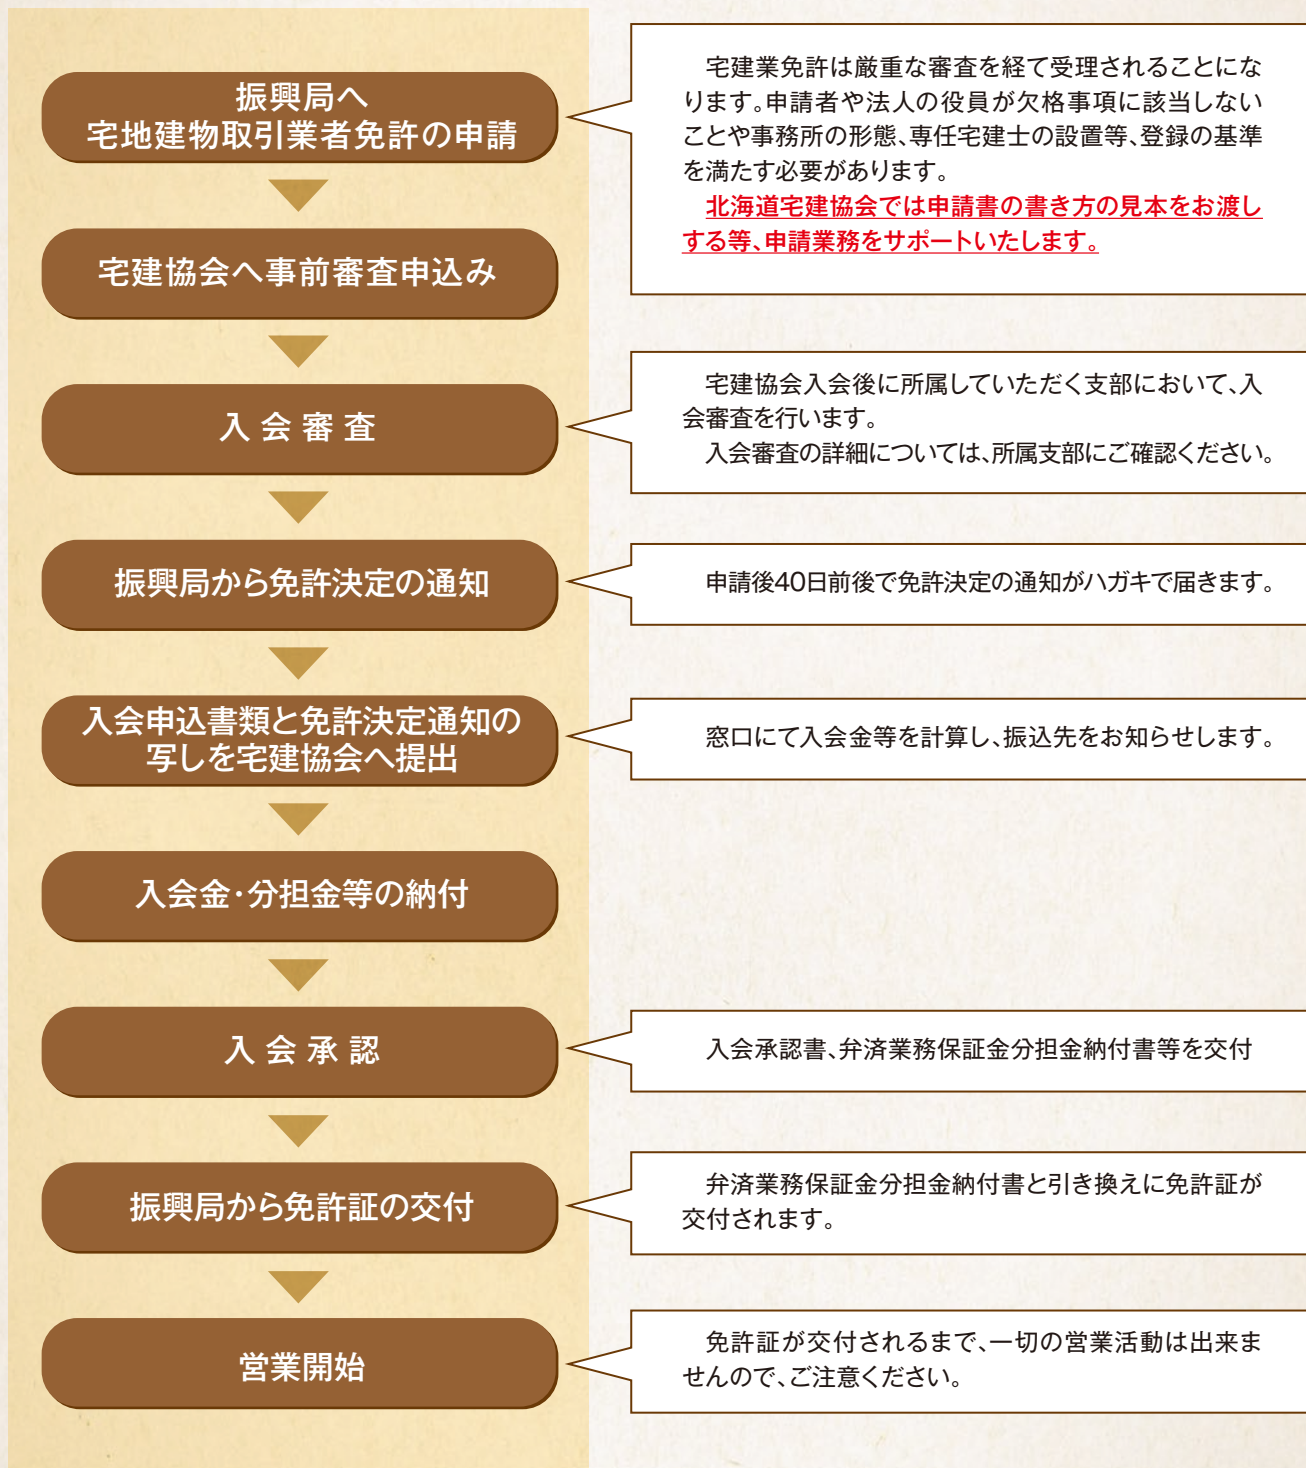 振興局へ
宅地建物取引業者免許の申請
宅建業免許は厳重な審査を経て受理されることにな
ります。申請者や法人の役員が欠格事項に該当しない
ことや事務所の形態、専任宅建士の設置等、登録の基準
を満たす必要があります。
北海道宅建協会では申請書の書き方の見本をお渡し
する等、申請業務をサポートいたします。
宅建協会へ事前審査申込み
入会審査
宅建協会入会後に所属していただく支部において、入
会審査を行います。
入会審査の詳細については、所属支部にご確認ください。
振興局から免許決定の通知
申請後40日前後で免許決定の通知がハガキで届きます。
入会申込書類と免許決定通知の
写しを宅建協会へ提出
窓口にて入会金等を計算し、振込先をお知らせします。
入会金・分担金等の納付
入会承認
入会承認書、弁済業務保証金分担金納付書等を交付
振興局から免許証の交付
弁済業務保証金分担金納付書と引き換えに免許証が
交付されます。
営業開始
免許証が交付されるまで、一切の営業活動は出来ま
せんので、ご注意ください。